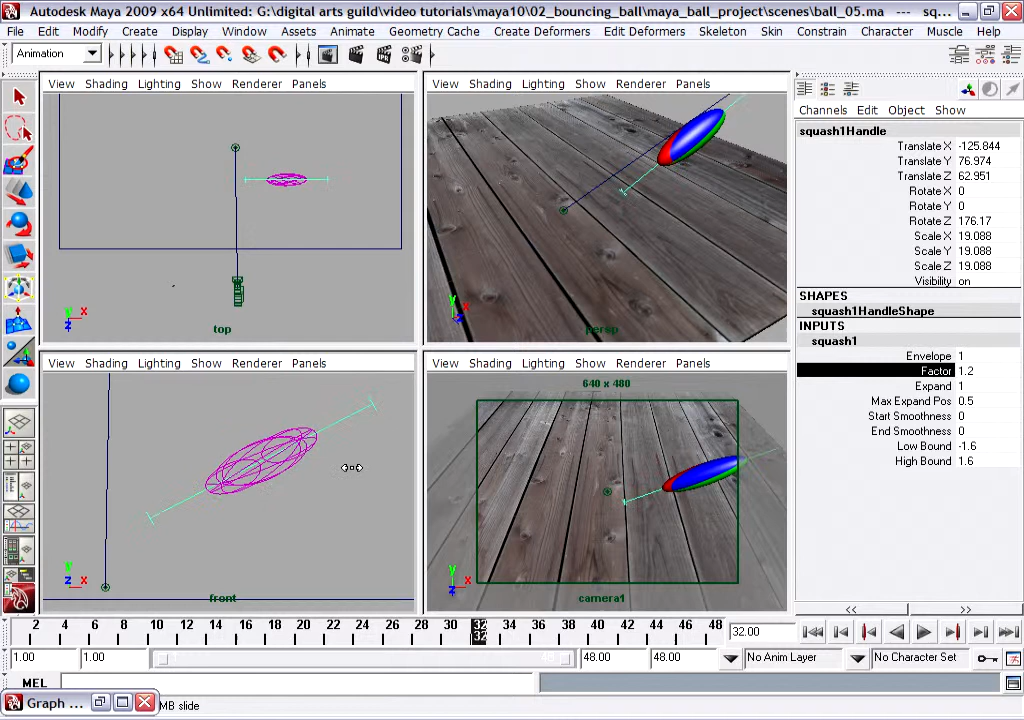 Autodesk Maya 2009 x64 Unlimited: G:\digital arts guild\video tutorials\maya10\02_bouncing_ball\maya_ball_project\scenes\ball_05.ma --- sq...
File Edit Modify Create Display Window Assets Animate Geometry Cache Create Deformers Edit Deformers Skeleton Skin Constrain Character Muscle Help
Animation
View Shading Lighting Show Renderer Panels
View Shading Lighting Show Renderer Panels
Channels Edit Object Show
squash1Handle
Translate X -125.844
Translate Y 76.974
Translate Z 62.951
Rotate X 0
Rotate Y 0
Rotate Z 176.17
Scale X 19.088
Scale Y 19.088
Scale Z 19.088
Visibility on
SHAPES
squash1HandleShape
INPUTS
squash1
Envelope 1
Factor 1.2
Expand 1
Max Expand Pos 0.5
Start Smoothness 0
End Smoothness 0
Low Bound -1.6
High Bound 1.6
y x
z
top
y x
z
persp
View Shading Lighting Show Renderer Panels
View Shading Lighting Show Renderer Panels
640 x 480
y
z x
front
y
x
z
camera1
<< >>
2 4 6 8 10 12 14 16 18 20 22 24 26 28 30 32 34 36 38 40 42 44 46 48
32
32.00
1.00 1.00 48 48.00 48.00 No Anim Layer No Character Set
MEL
Graph ... MB slide